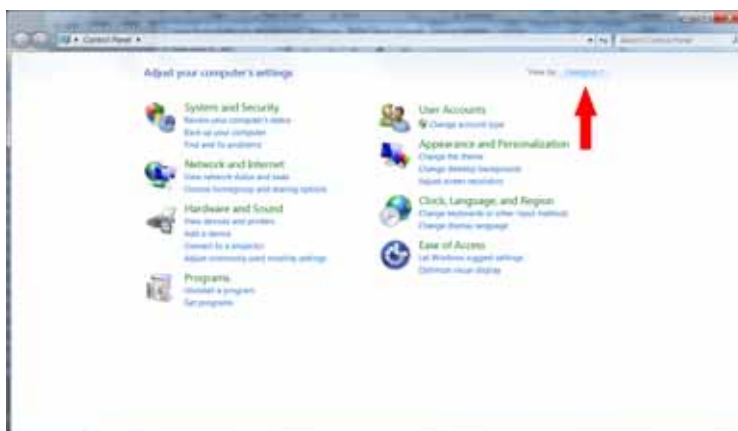 Control Panel
Adjust your computer's settings
View by: Category
System and Security
Review your computer's status
Back up your computer
Find and fix problems
Network and Internet
View network status and tasks
Choose homegroup and sharing options
Hardware and Sound
View devices and printers
Add a device
Connect to a projector
Adjust commonly used mobility settings
Programs
Uninstall a program
Get programs
User Accounts
Change account type
Appearance and Personalization
Change the theme
Change desktop background
Adjust screen resolution
Clock, Language, and Region
Change keyboards or other input methods
Change display language
Ease of Access
Let Windows suggest settings
Optimize visual display